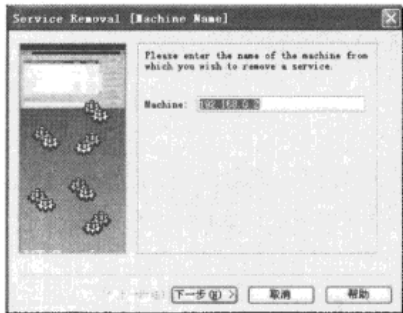 Service Removal [Machine Name]
Please enter the name of the machine from
which you wish to remove a service.
Machine: 192.168.0.2
下一步(N) > 取消 帮助